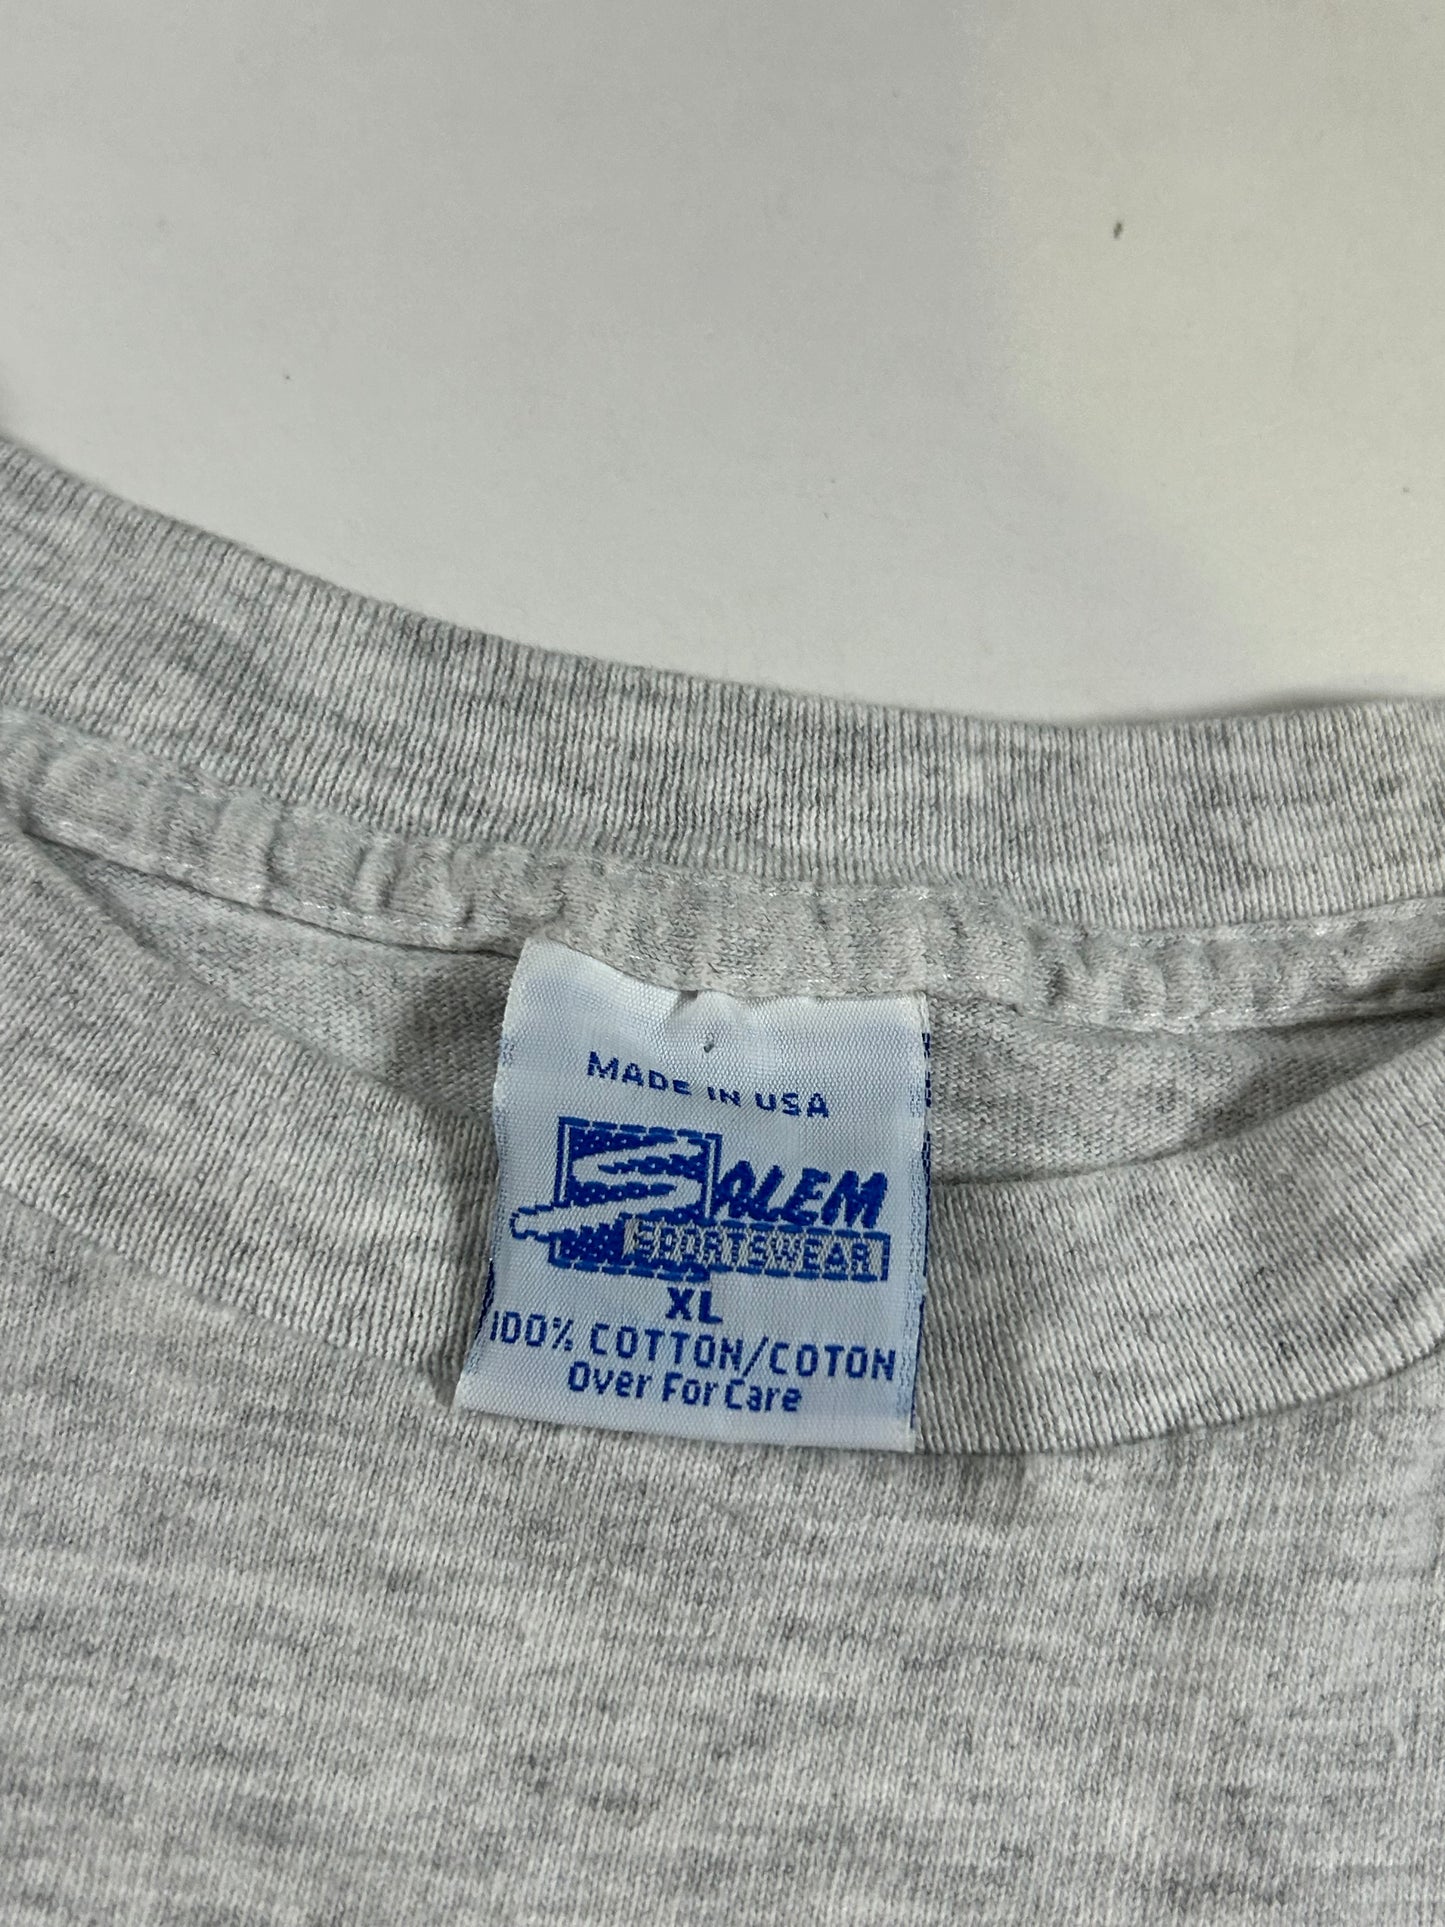 MADE IN USA
SALEM
SPORTSWEAR
XL
100% COTTON/COTON
Over For Care